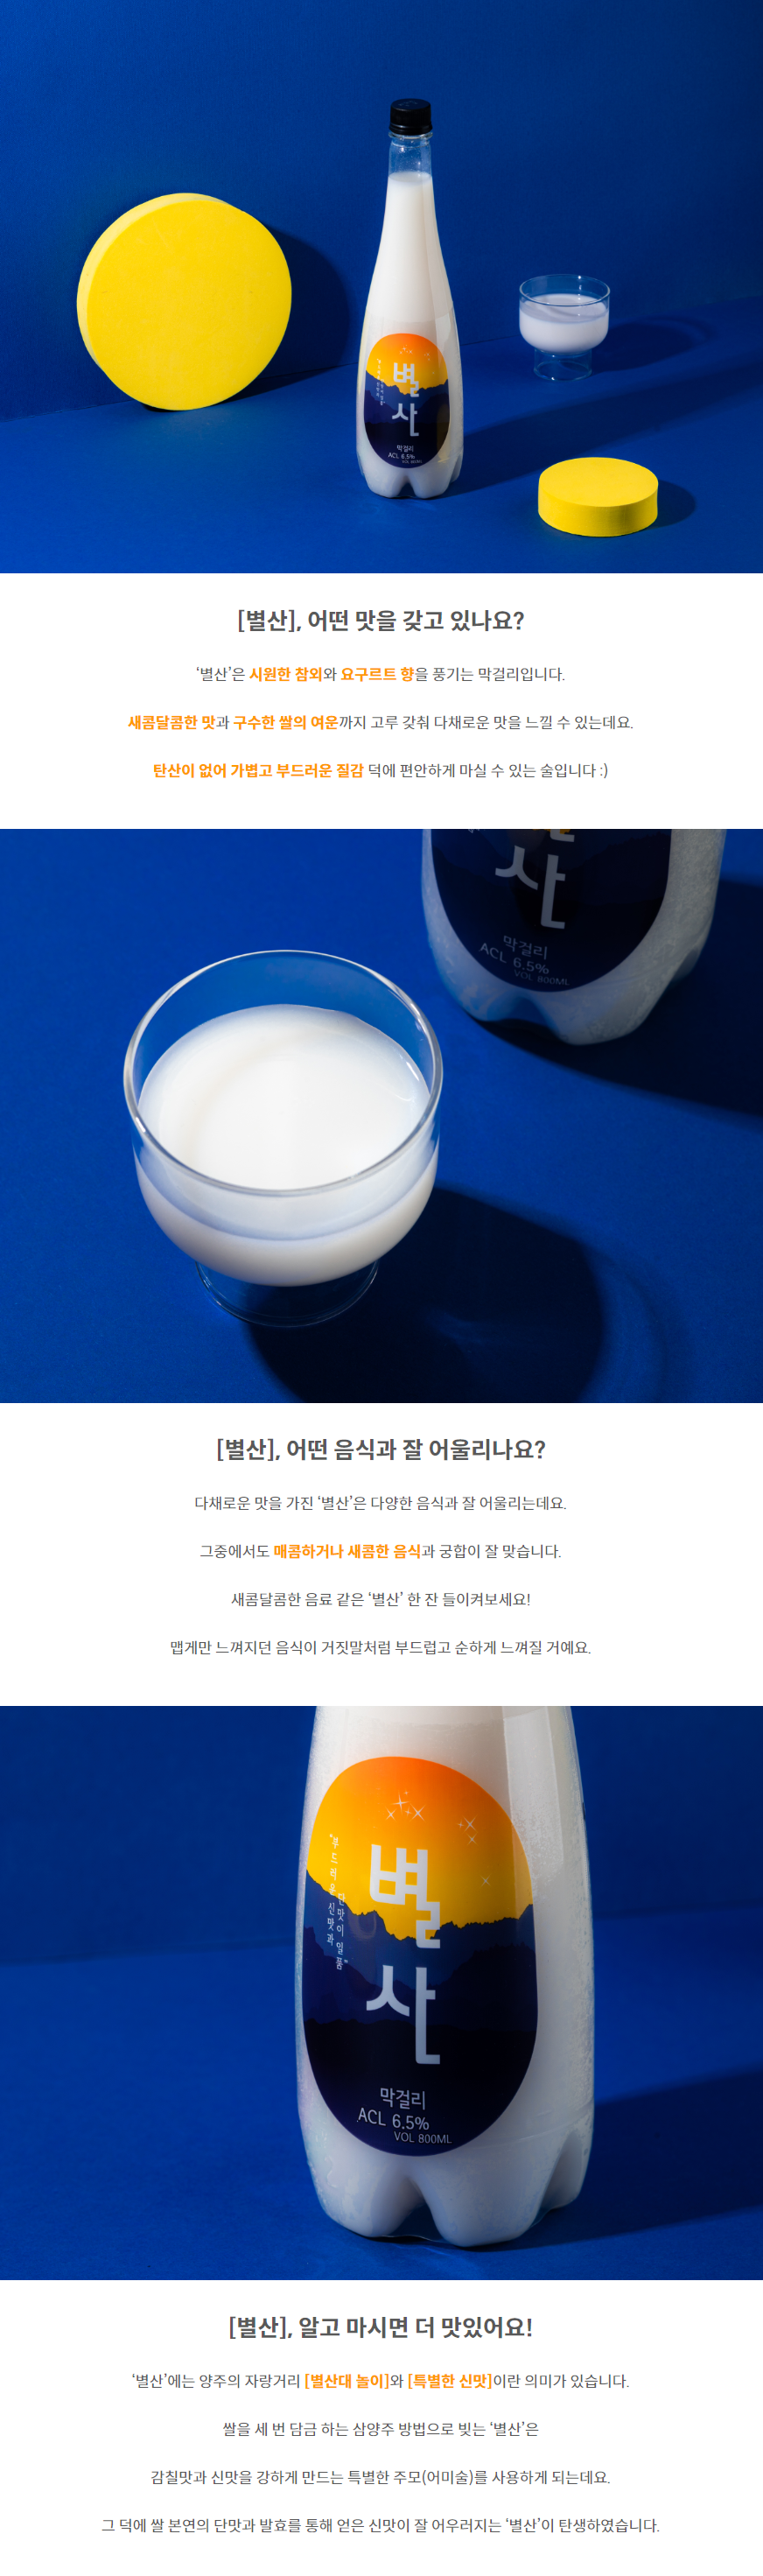 별산
막걸리
ACL 6.5%
VOL 800ML
[별산], 어떤 맛을 갖고 있나요?
‘별산’은 시원한 참외와 요구르트 향을 풍기는 막걸리입니다.
새콤달콤한 맛과 구수한 쌀의 여운까지 고루 갖춰 다채로운 맛을 느낄 수 있는데요.
탄산이 없어 가볍고 부드러운 질감 덕에 편안하게 마실 수 있는 술입니다 :)
산
막걸리
ACL 6.5%
VOL 800ML
[별산], 어떤 음식과 잘 어울리나요?
다채로운 맛을 가진 ‘별산’은 다양한 음식과 잘 어울리는데요.
그중에서도 매콤하거나 새콤한 음식과 궁합이 잘 맞습니다.
새콤달콤한 음료 같은 ‘별산’ 한 잔 들이켜보세요!
맵게만 느껴지던 음식이 거짓말처럼 부드럽고 순하게 느껴질 거예요.
“부드러운 신맛과
단맛이 일품”
별산
막걸리
ACL 6.5%
VOL 800ML
[별산], 알고 마시면 더 맛있어요!
‘별산’에는 양주의 자랑거리 [별산대 놀이]와 [특별한 신맛]이란 의미가 있습니다.
쌀을 세 번 담금 하는 삼양주 방법으로 빚는 ‘별산’은
감칠맛과 신맛을 강하게 만드는 특별한 주모(어미술)를 사용하게 되는데요.
그 덕에 쌀 본연의 단맛과 발효를 통해 얻은 신맛이 잘 어우러지는 ‘별산’이 탄생하였습니다.